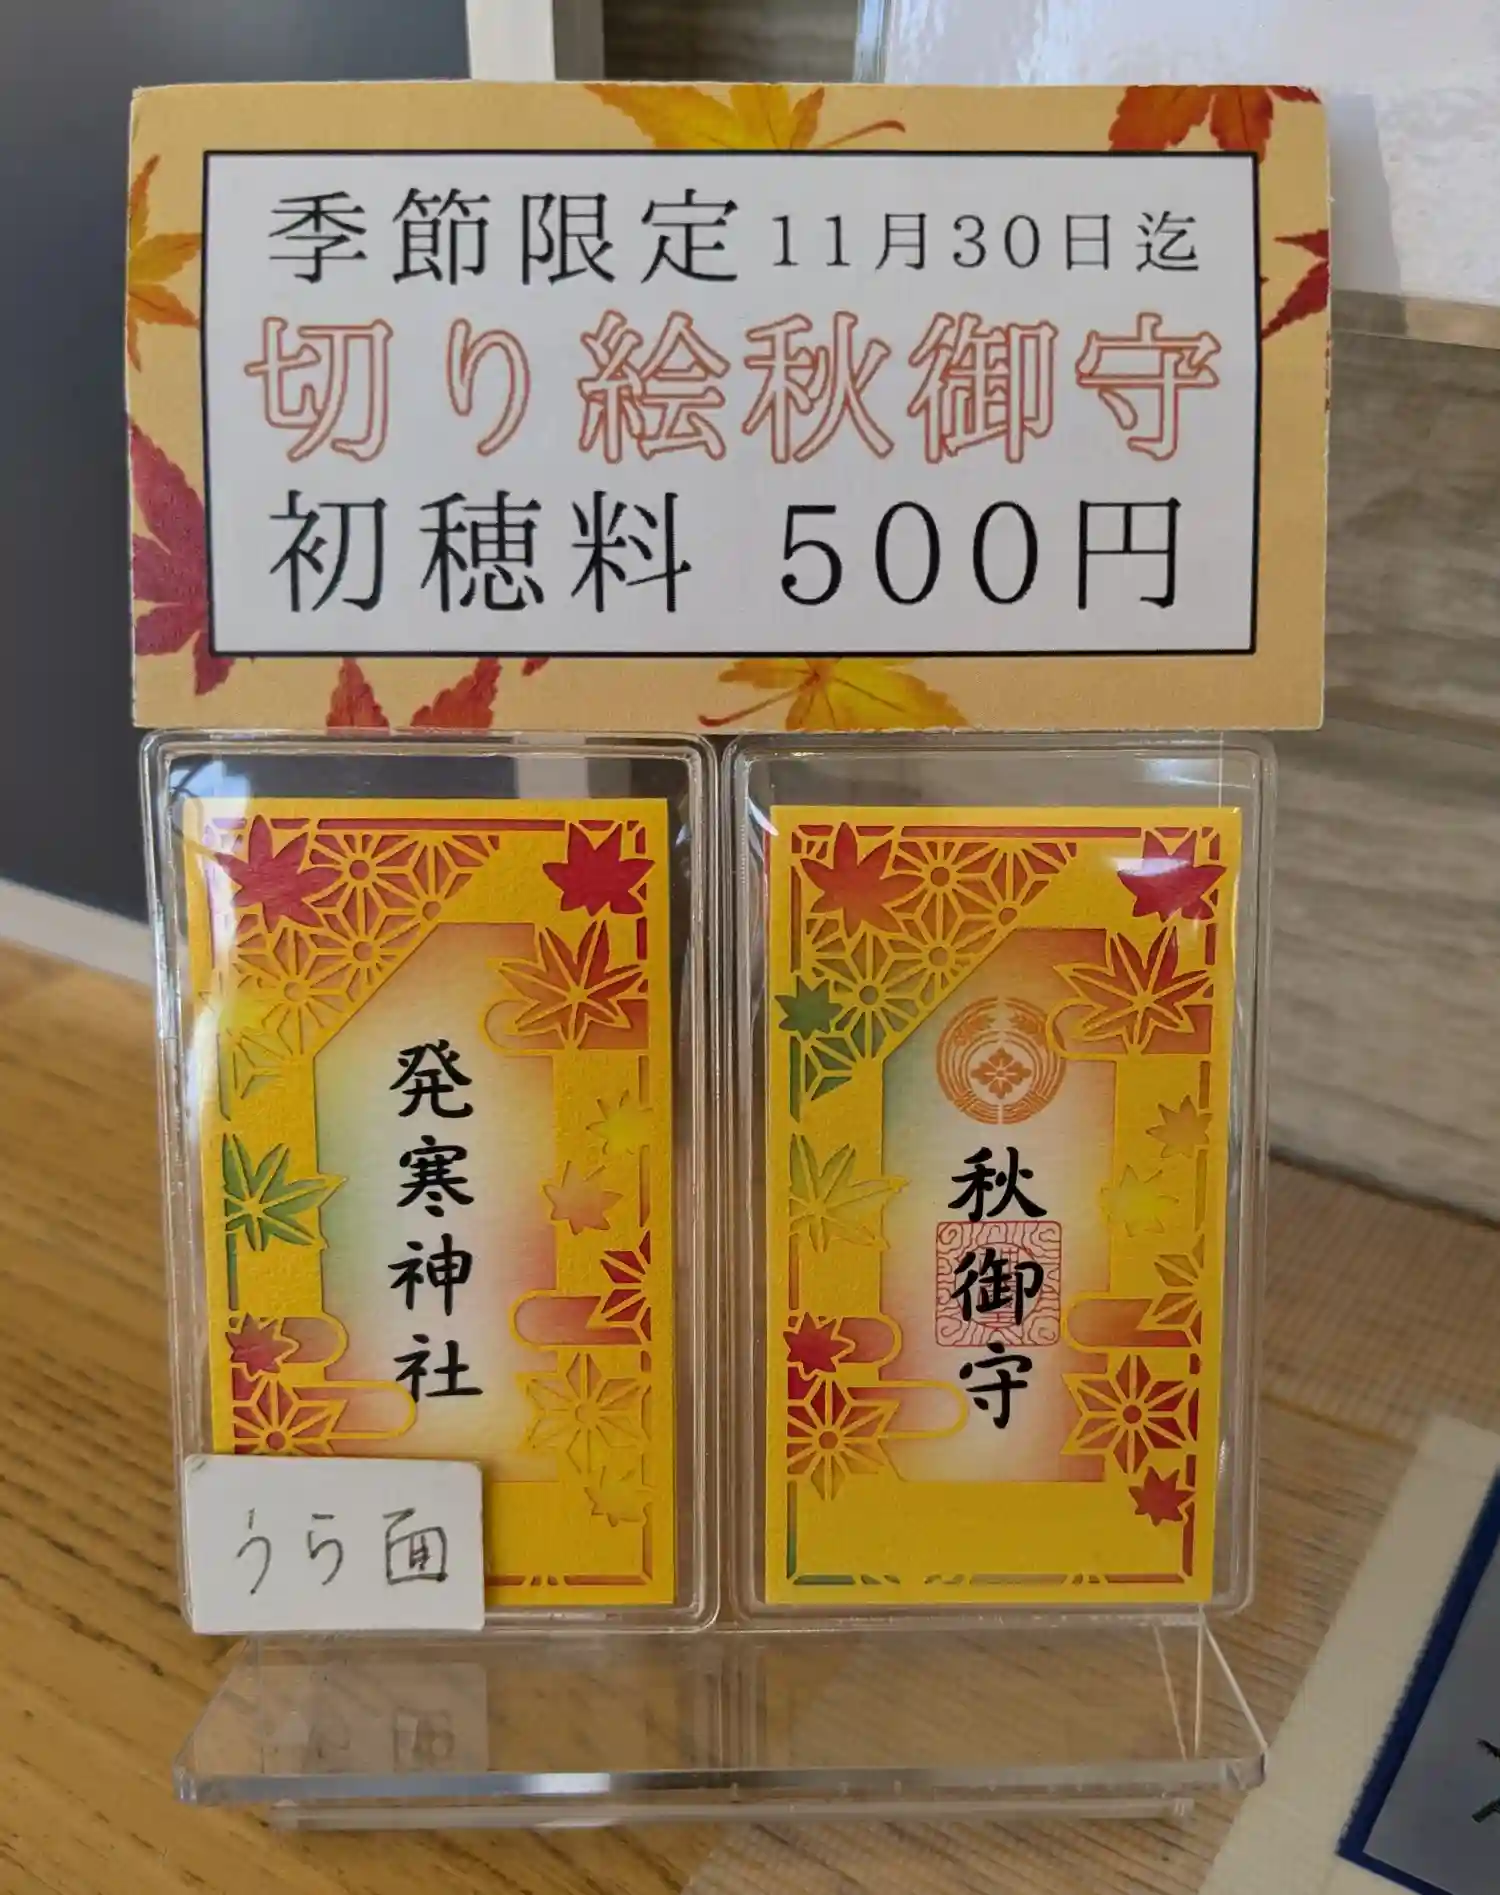 季節限定 11月30日迄
切り絵秋御守
初穂料 500円
発寒神社
秋御守
うら面